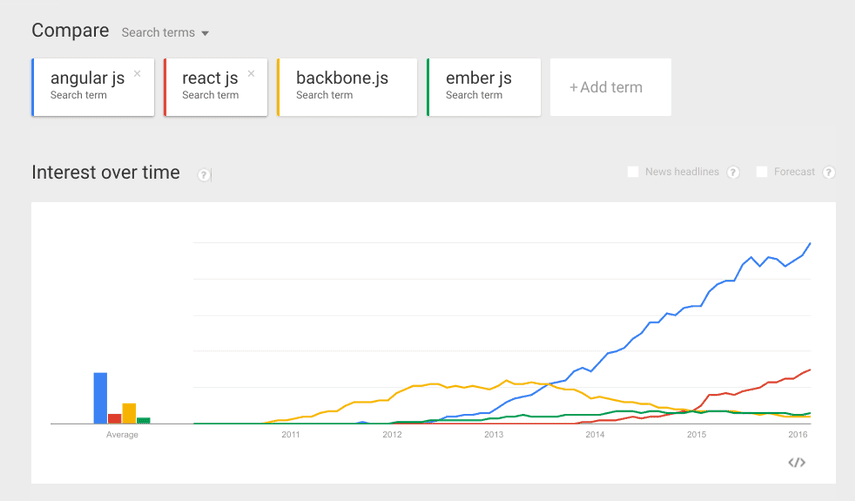 Compare Search terms
angular js × react js × backbone.js ember js + Add term
Search term Search term Search term Search term
Interest over time ? News headlines ? Forecast ?
Average 2011 2012 2013 2014 2015 2016
</>